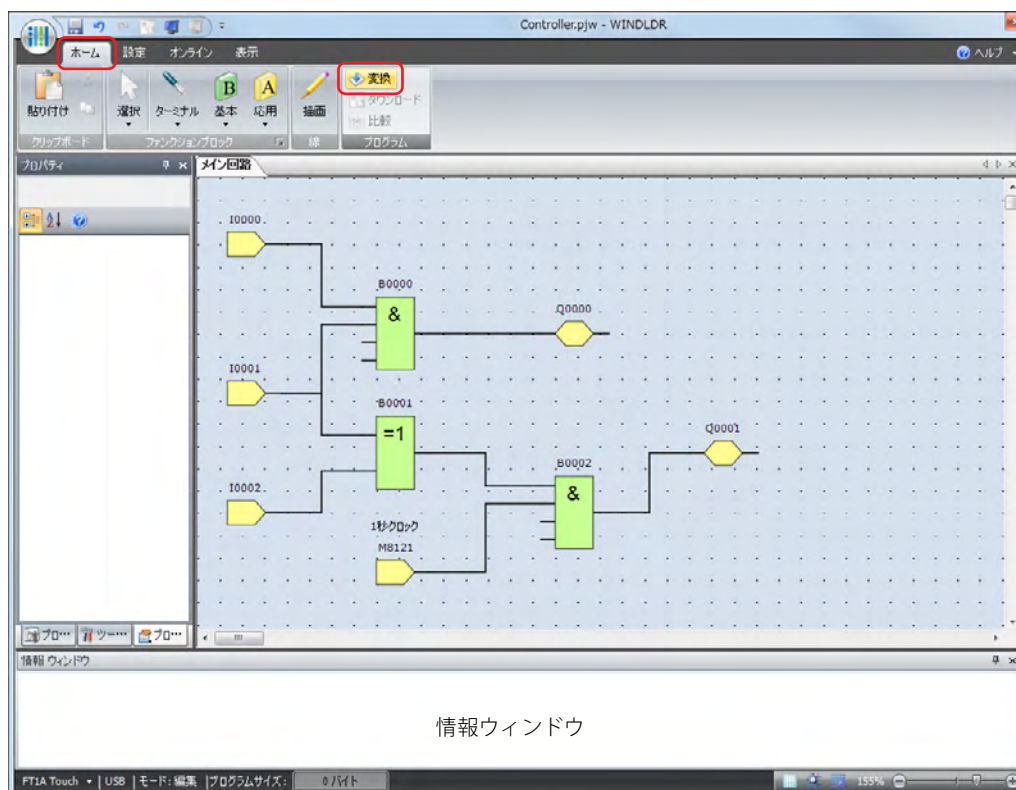 Controller.pjw - WINDLDR
ホーム 設定 オンライン 表示 ヘルプ
貼り付け 選択 ターミナル 基本 応用 描画 変換
B A
ダウンロード
比較
クリップボード ファンクションブロック 線 プログラム
プロパティ メイン回路
I0000
B0000
&
Q0000
I0001
B0001
=1
Q0001
B0002
&
I0002
1秒クロック
M8121
プロ… ツー… プロ…
情報 ウィンドウ
情報ウィンドウ
FT1A Touch | USB | モード: 編集 | プログラムサイズ: 0 バイト 155%